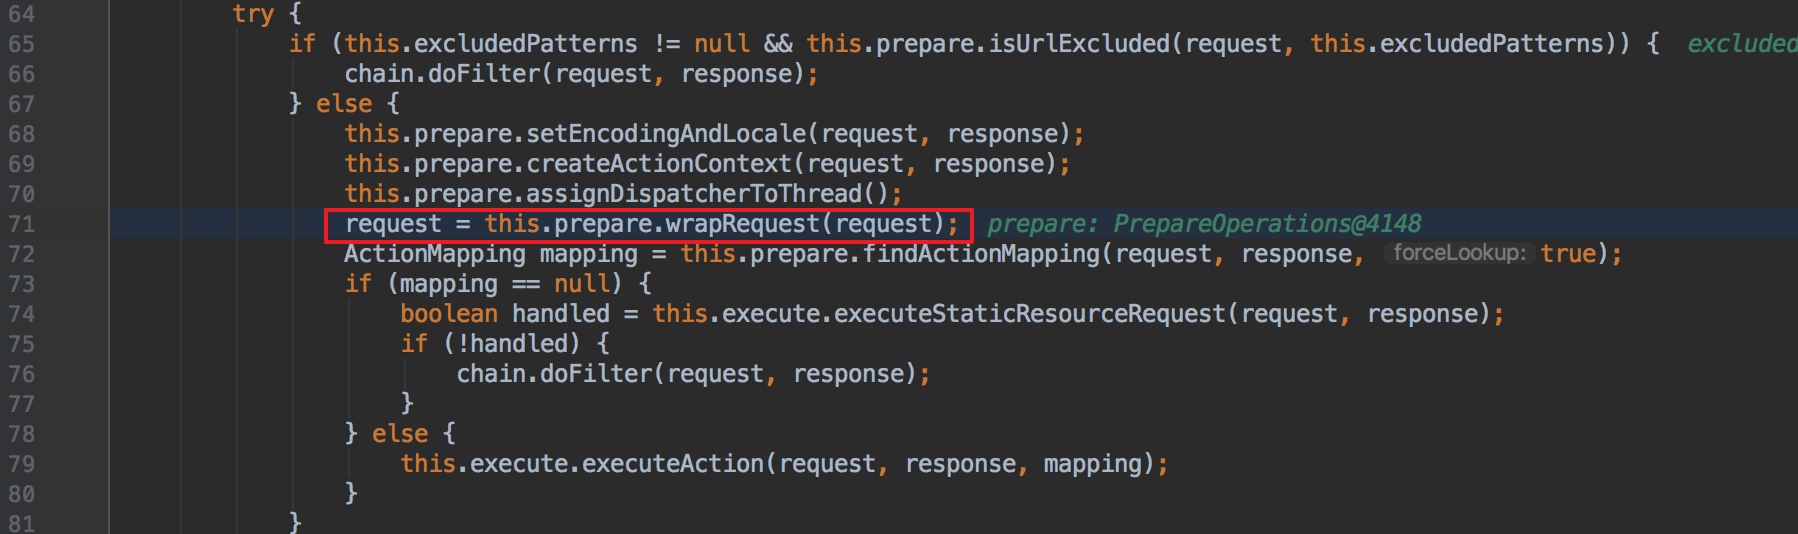 64 try {
65 if (this.excludedPatterns != null && this.prepare.isUrlExcluded(request, this.excludedPatterns)) { excluded
66 chain.doFilter(request, response);
67 } else {
68 this.prepare.setEncodingAndLocale(request, response);
69 this.prepare.createActionContext(request, response);
70 this.prepare.assignDispatcherToThread();
71 request = this.prepare.wrapRequest(request); prepare: PrepareOperations@4148
72 ActionMapping mapping = this.prepare.findActionMapping(request, response, forceLookup: true);
73 if (mapping == null) {
74 boolean handled = this.execute.executeStaticResourceRequest(request, response);
75 if (!handled) {
76 chain.doFilter(request, response);
77 }
78 } else {
79 this.execute.executeAction(request, response, mapping);
80 }
81 }